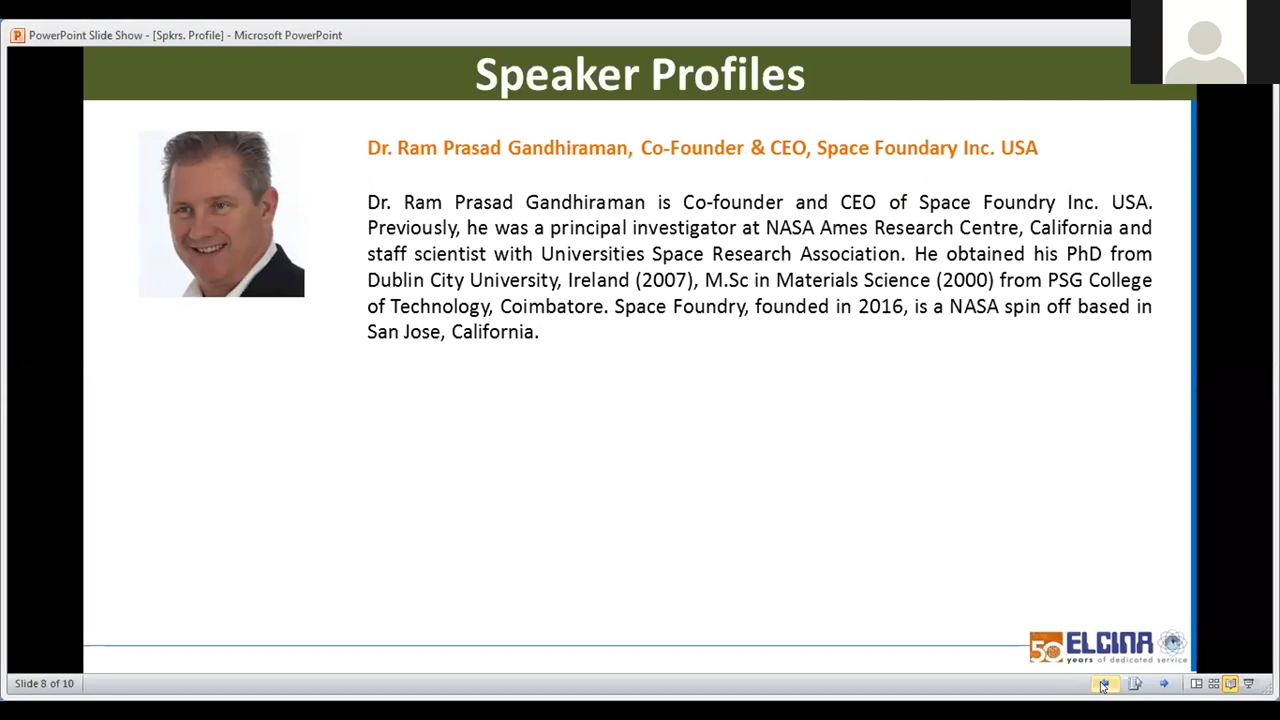 PowerPoint Slide Show - [Spkrs. Profile] - Microsoft PowerPoint
Speaker Profiles
Dr. Ram Prasad Gandhiraman, Co-Founder & CEO, Space Foundary Inc. USA
Dr. Ram Prasad Gandhiraman is Co-founder and CEO of Space Foundry Inc. USA.
Previously, he was a principal investigator at NASA Ames Research Centre, California and
staff scientist with Universities Space Research Association. He obtained his PhD from
Dublin City University, Ireland (2007), M.Sc in Materials Science (2000) from PSG College
of Technology, Coimbatore. Space Foundry, founded in 2016, is a NASA spin off based in
San Jose, California.
50 ELCINA
years of dedicated service
Slide 8 of 10